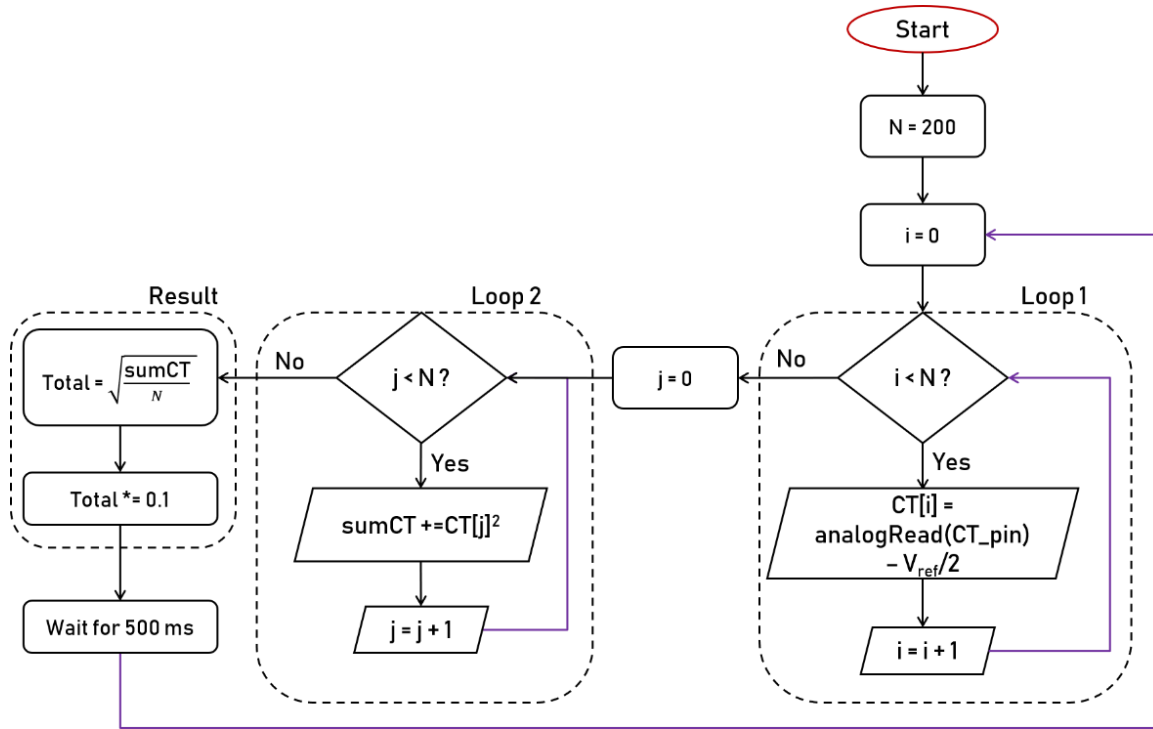 Start
N = 200
i = 0
Loop 1
i < N ?
No
Yes
CT[i] =
analogRead(CT_pin)
– V_ref/2
i = i + 1
j = 0
Loop 2
j < N ?
No
Yes
sumCT +=CT[j]²
j = j + 1
Result
Total = √(sumCT/N)
Total *= 0.1
Wait for 500 ms